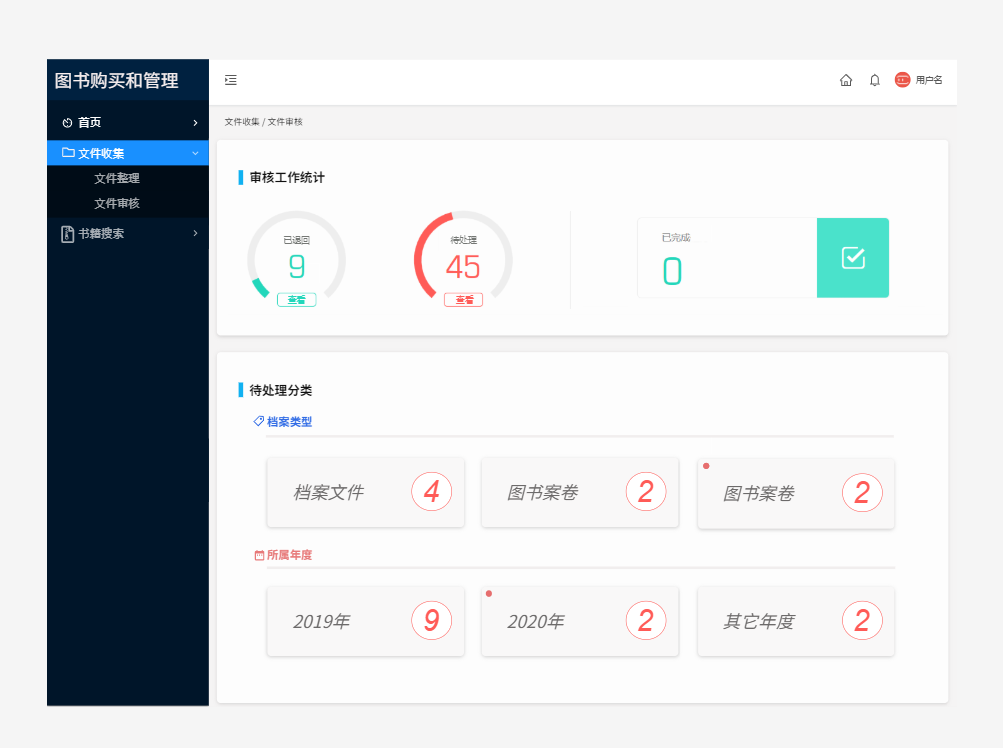 图书购买和管理
用户名
首页
文件收集
文件整理
文件审核
书籍搜索
文件收集 / 文件审核
审核工作统计
已退回
9
查看
待处理
45
查看
已完成
0
待处理分类
档案类型
档案文件 4
图书案卷 2
图书案卷 2
所属年度
2019年 9
2020年 2
其它年度 2